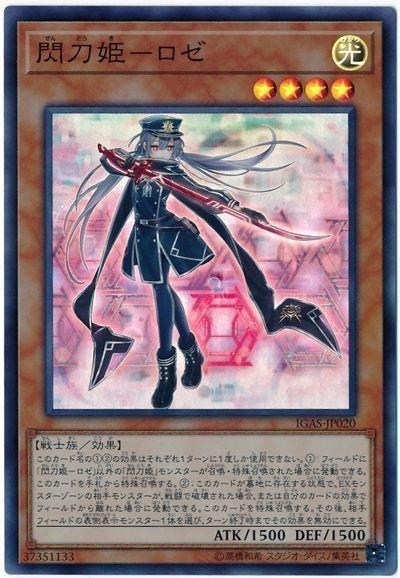 閃刀姫－ロゼ
光
IGAS-JP020
【戦士族／効果】
このカード名の①②の効果はそれぞれ1ターンに1度しか使用できない。①：フィールドに
「閃刀姫－ロゼ」以外の「閃刀姫」モンスターが召喚・特殊召喚された場合に発動できる。
このカードを手札から特殊召喚する。②：このカードが墓地に存在する状態で、EXモン
スターゾーンの相手モンスターが、戦闘で破壊された場合、または自分のカードの効果で
フィールドから離れた場合に発動できる。このカードを特殊召喚する。その後、相手フ
ィールドの表側表示モンスター1体を選び、ターン終了時までその効果を無効にできる。
ATK/1500 DEF/1500
37351133
©高橋和希 スタジオ・ダイス/集英社